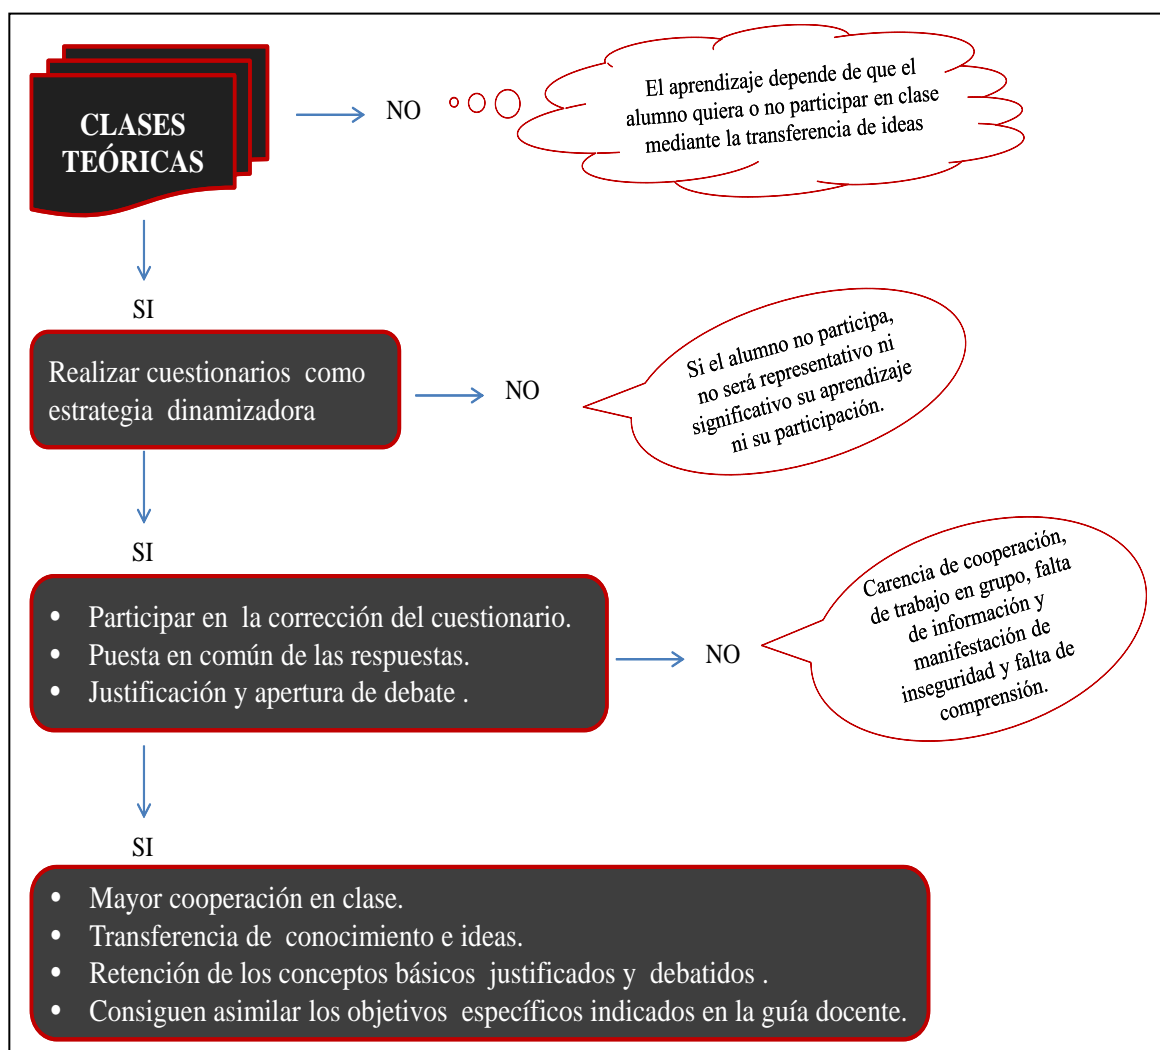 CLASES
TEÓRICAS
NO
El aprendizaje depende de que el
alumno quiera o no participar en clase
mediante la transferencia de ideas
SI
Realizar cuestionarios como
estrategia dinamizadora
NO
Si el alumno no participa,
no será representativo ni
significativo su aprendizaje
ni su participación.
SI
• Participar en la corrección del cuestionario.
• Puesta en común de las respuestas.
• Justificación y apertura de debate .
NO
Carencia de cooperación,
de trabajo en grupo, falta
de información y
manifestación de
inseguridad y falta de
comprensión.
SI
• Mayor cooperación en clase.
• Transferencia de conocimiento e ideas.
• Retención de los conceptos básicos justificados y debatidos .
• Consiguen asimilar los objetivos específicos indicados en la guía docente.